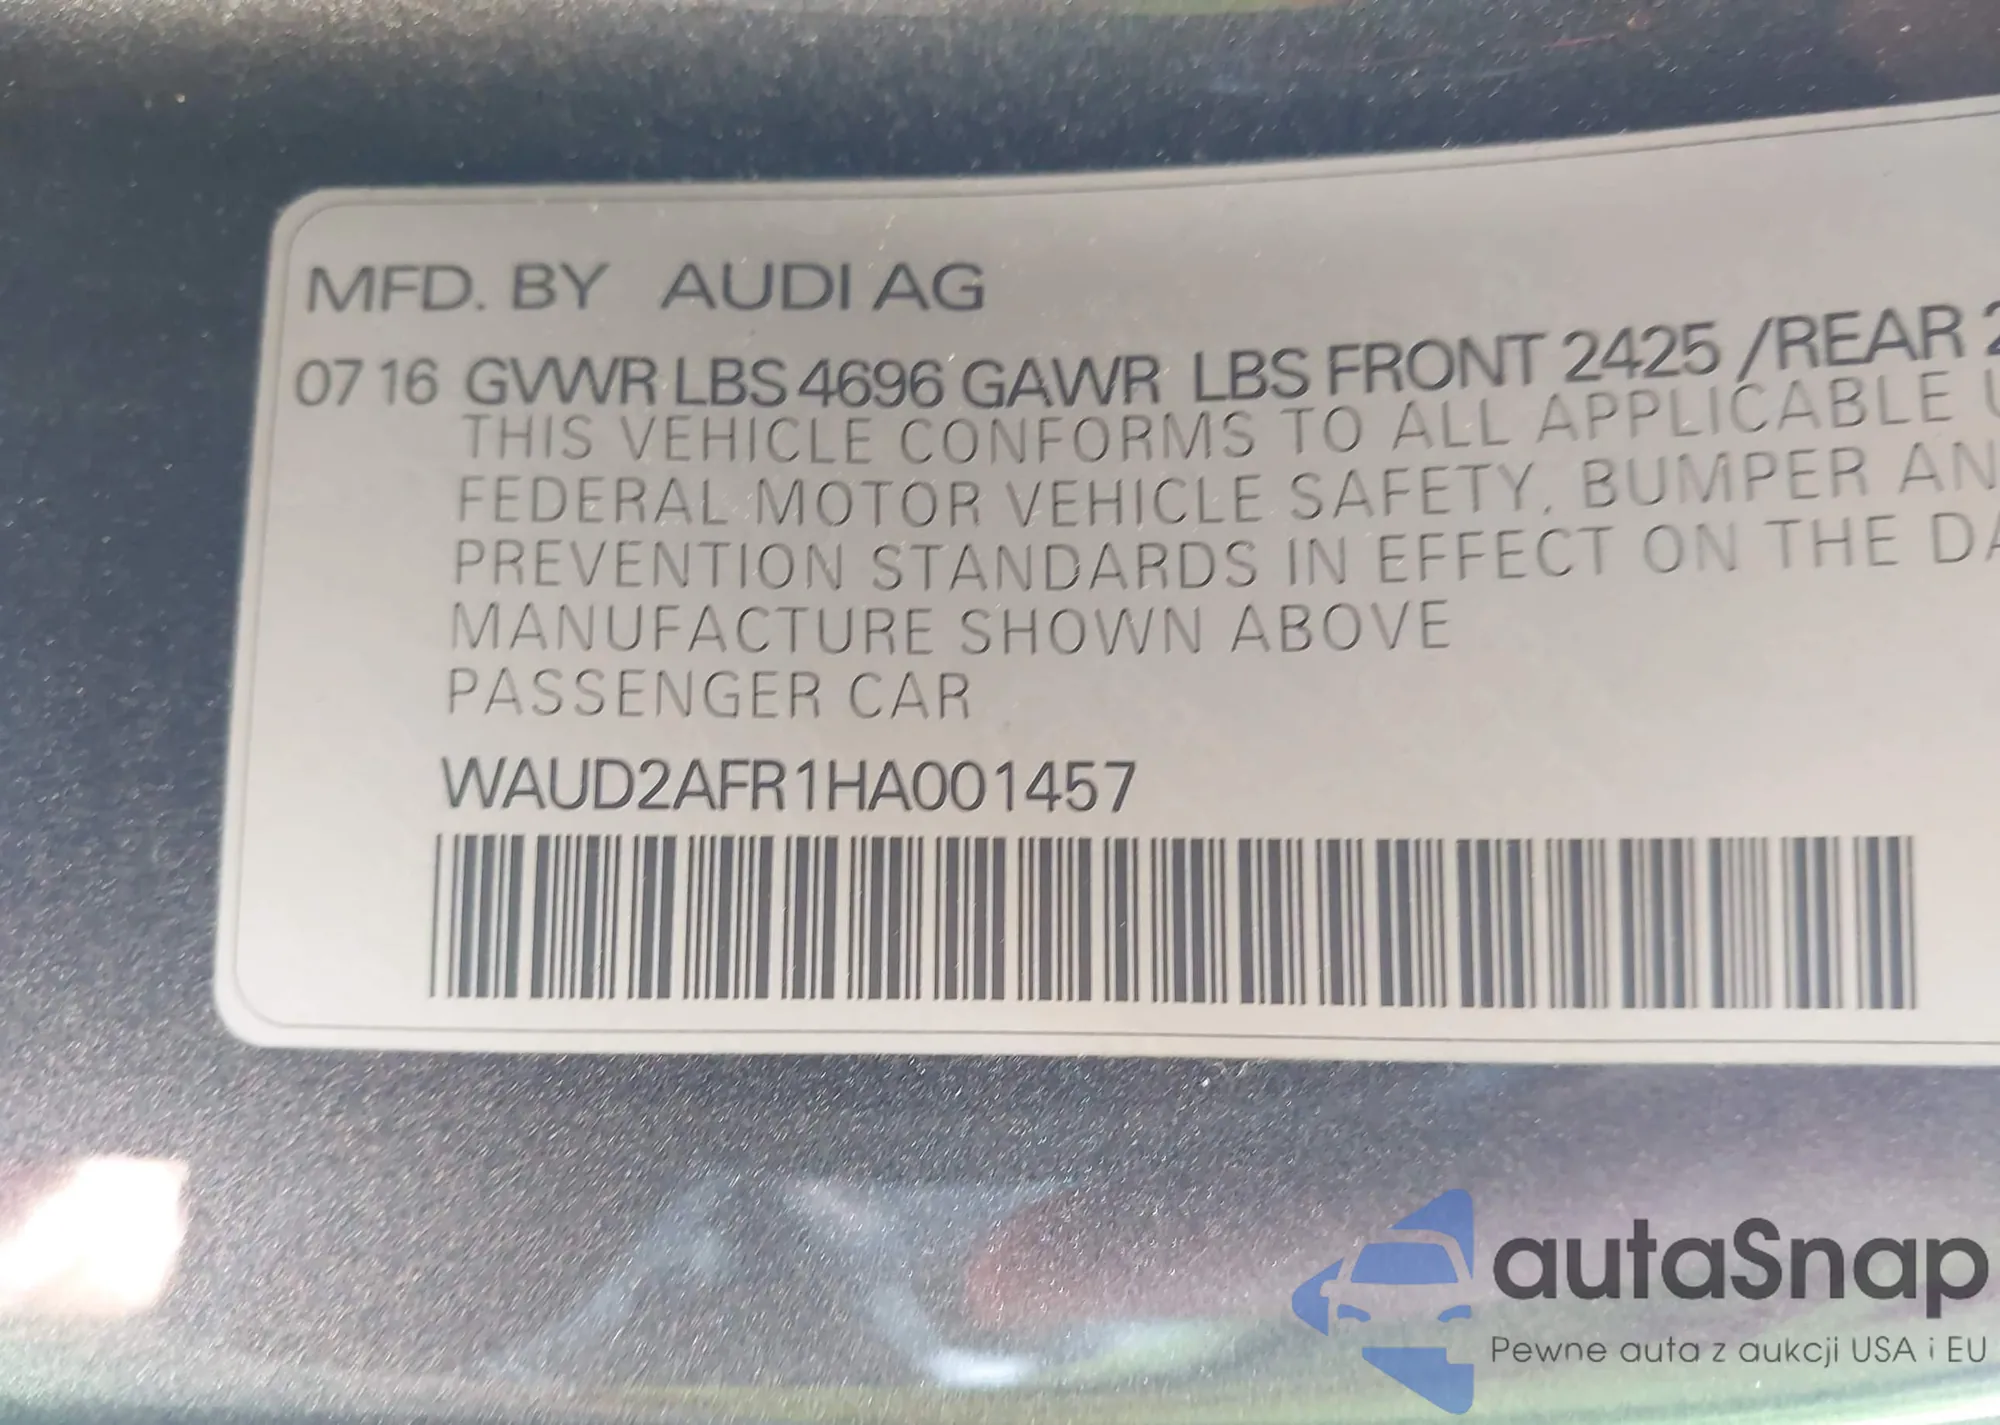 MFD. BY AUDI AG
07 16 GVWR LBS 4696 GAWR LBS FRONT 2425 /REAR 2
THIS VEHICLE CONFORMS TO ALL APPLICABLE
FEDERAL MOTOR VEHICLE SAFETY, BUMPER AN
PREVENTION STANDARDS IN EFFECT ON THE DA
MANUFACTURE SHOWN ABOVE
PASSENGER CAR
WAUD2AFR1HA001457
autaSnap
Pewne auta z aukcji USA i EU